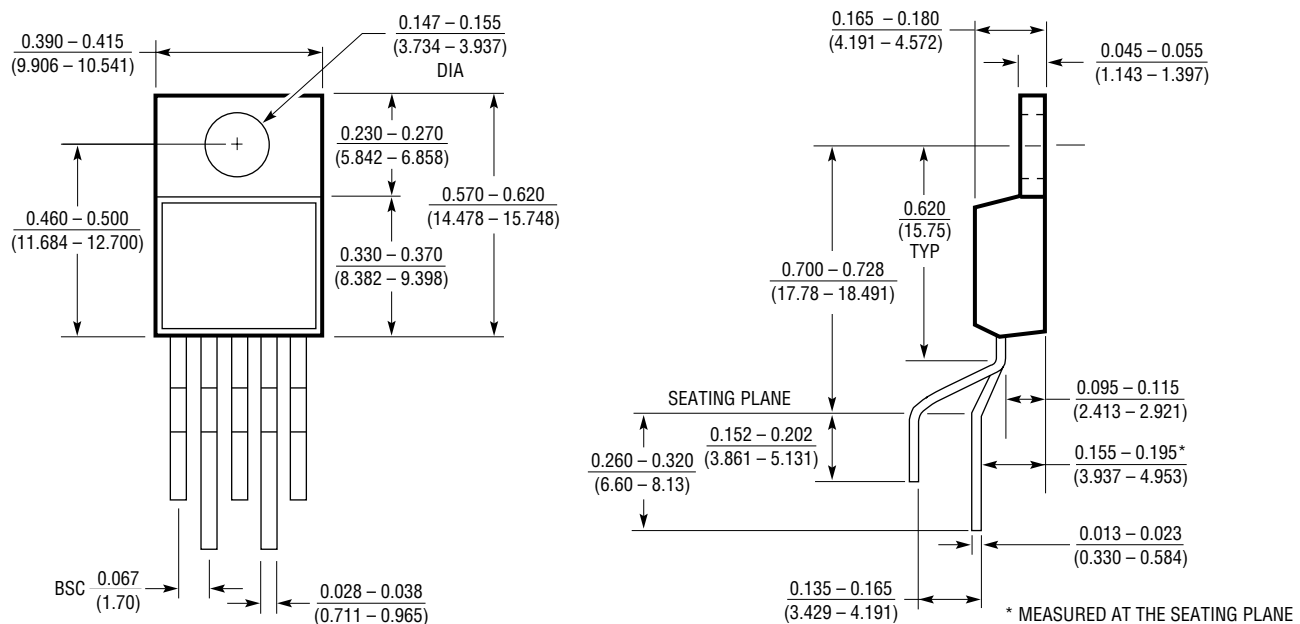 0.390 – 0.415
(9.906 – 10.541)
0.147 – 0.155
(3.734 – 3.937)
DIA
0.230 – 0.270
(5.842 – 6.858)
0.570 – 0.620
(14.478 – 15.748)
0.460 – 0.500
(11.684 – 12.700)
0.330 – 0.370
(8.382 – 9.398)
BSC 0.067
(1.70)
0.028 – 0.038
(0.711 – 0.965)
0.165 – 0.180
(4.191 – 4.572)
0.045 – 0.055
(1.143 – 1.397)
0.620
(15.75)
TYP
0.700 – 0.728
(17.78 – 18.491)
SEATING PLANE
0.152 – 0.202
(3.861 – 5.131)
0.260 – 0.320
(6.60 – 8.13)
0.095 – 0.115
(2.413 – 2.921)
0.155 – 0.195*
(3.937 – 4.953)
0.013 – 0.023
(0.330 – 0.584)
0.135 – 0.165
(3.429 – 4.191)
* MEASURED AT THE SEATING PLANE